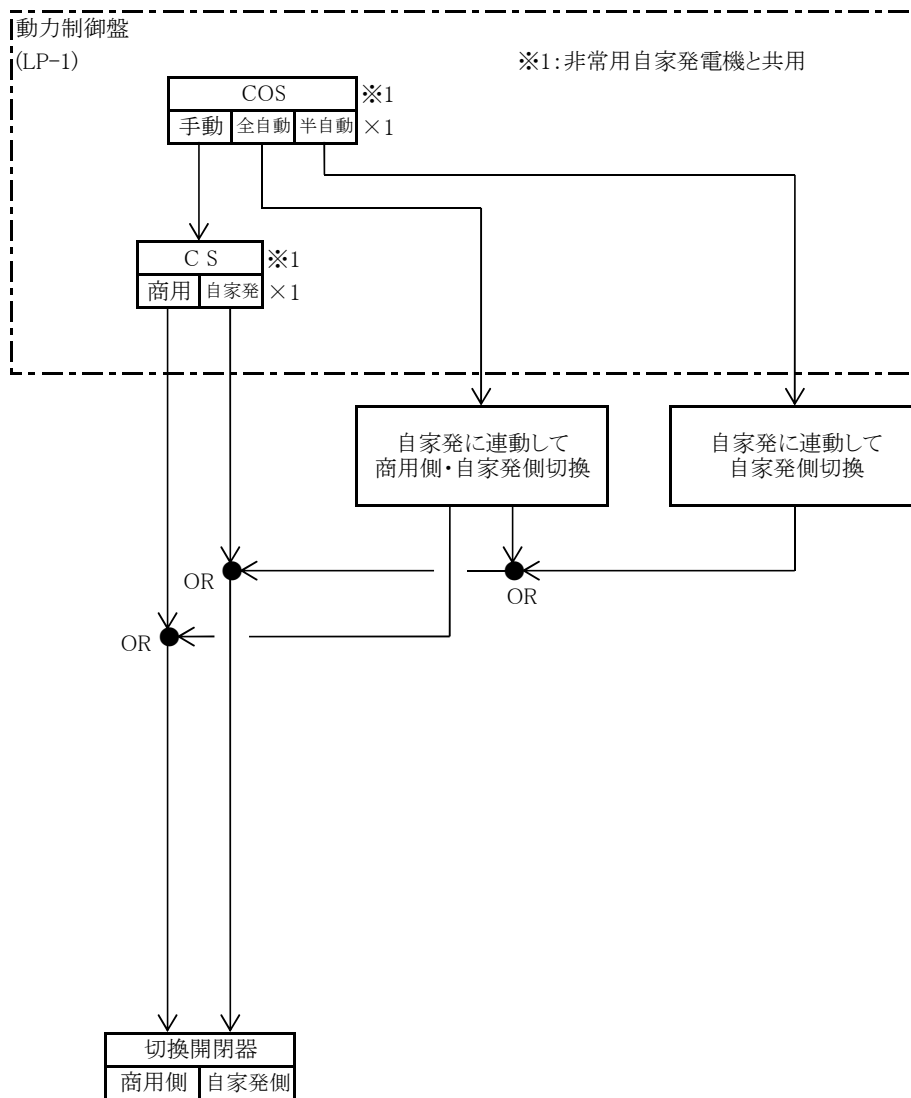 動力制御盤
(LP-1)
※1:非常用自家発電機と共用
COS ※1
手動 全自動 半自動 ×1
CS ※1
商用 自家発 ×1
自家発に連動して
商用側・自家発側切換
自家発に連動して
自家発側切換
OR
OR
OR
切換開閉器
商用側 自家発側